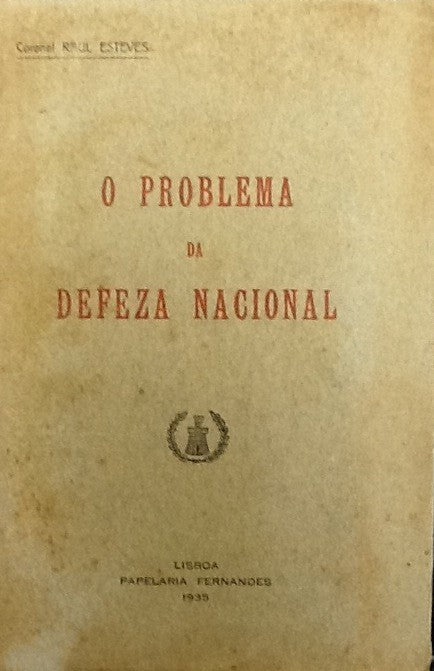 Coronel RAUL ESTEVES
O PROBLEMA
DA
DEFEZA NACIONAL
LISBOA
PAPELARIA FERNANDES
1935